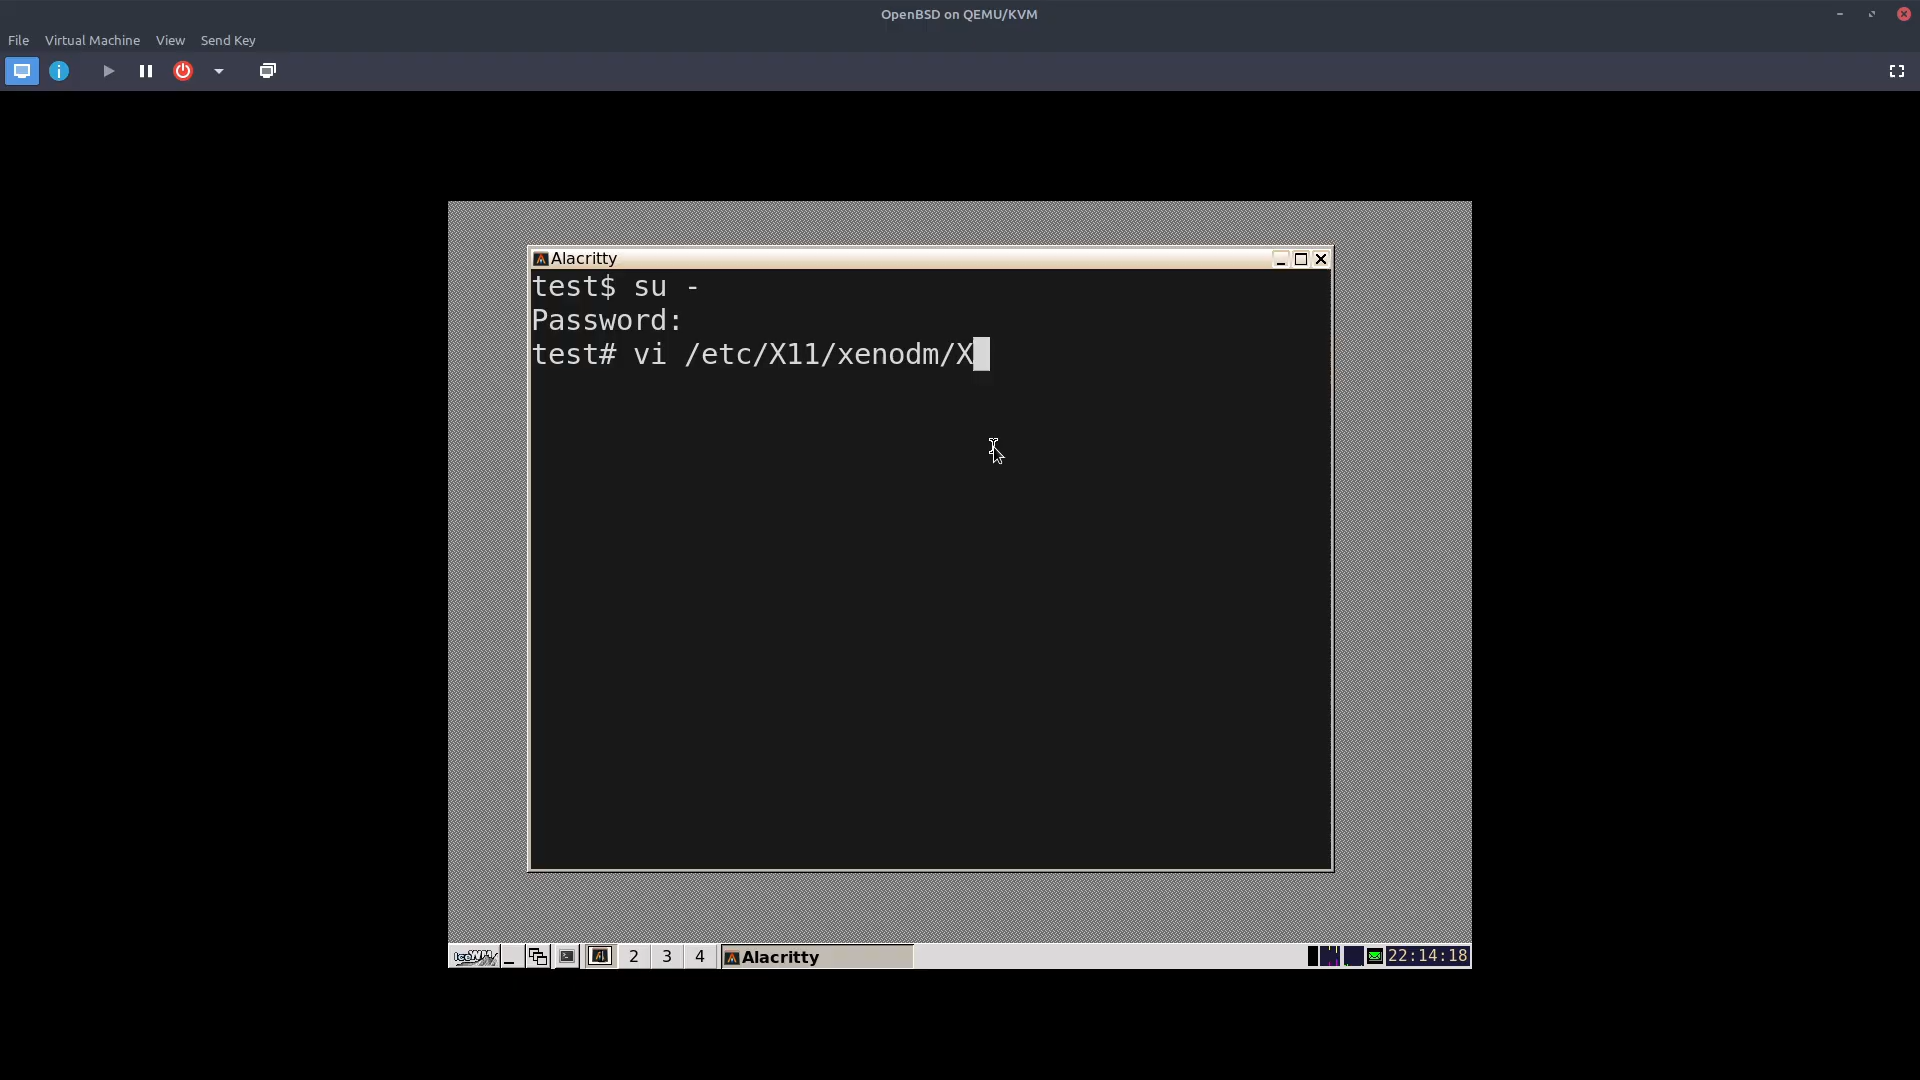 OpenBSD on QEMU/KVM
File Virtual Machine View Send Key
Alacritty
test$ su -
Password:
test# vi /etc/X11/xenodm/X
IceWM 2 3 4 Alacritty 22:14:18